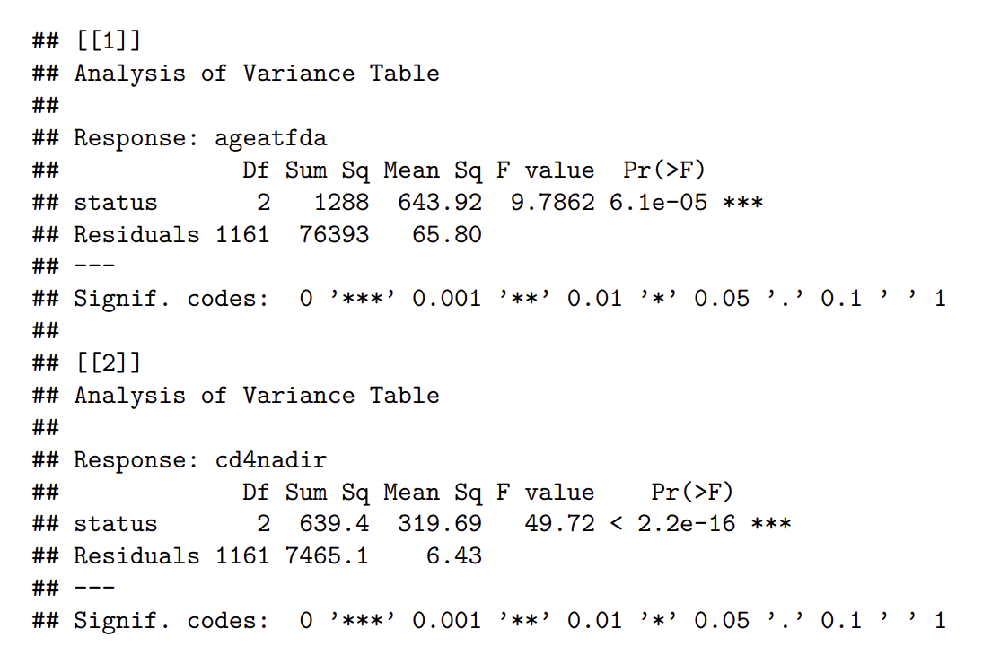 ## [[1]]
## Analysis of Variance Table
##
## Response: ageatfda
##             Df Sum Sq Mean Sq F value  Pr(>F)
## status       2   1288  643.92  9.7862 6.1e-05 ***
## Residuals 1161  76393   65.80
## ---
## Signif. codes:  0 ’***’ 0.001 ’**’ 0.01 ’*’ 0.05 ’.’ 0.1 ’ ’ 1
##
## [[2]]
## Analysis of Variance Table
##
## Response: cd4nadir
##             Df Sum Sq Mean Sq F value    Pr(>F)
## status       2  639.4  319.69   49.72 < 2.2e-16 ***
## Residuals 1161 7465.1    6.43
## ---
## Signif. codes:  0 ’***’ 0.001 ’**’ 0.01 ’*’ 0.05 ’.’ 0.1 ’ ’ 1